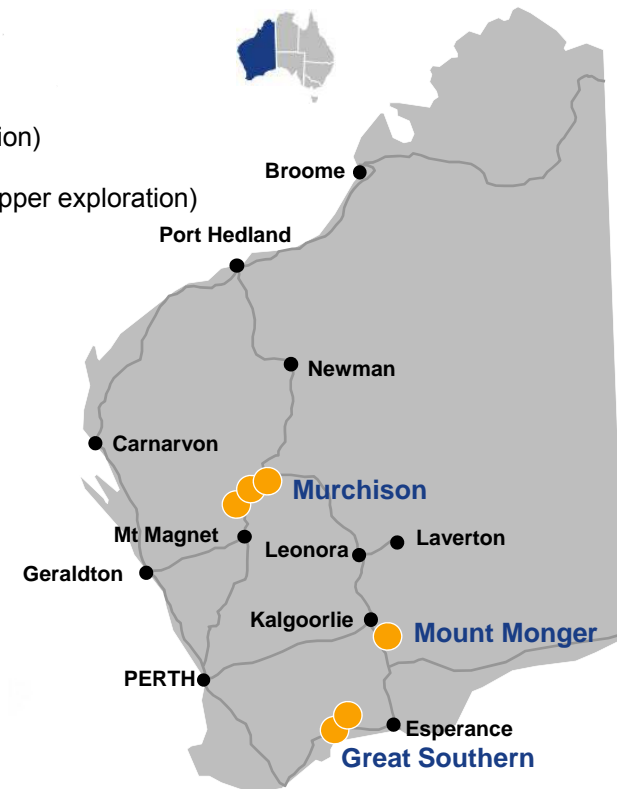 ion)
pper exploration)
Broome
Port Hedland
Newman
Carnarvon
Murchison
Mt Magnet
Leonora
Laverton
Geraldton
Kalgoorlie
Mount Monger
PERTH
Esperance
Great Southern